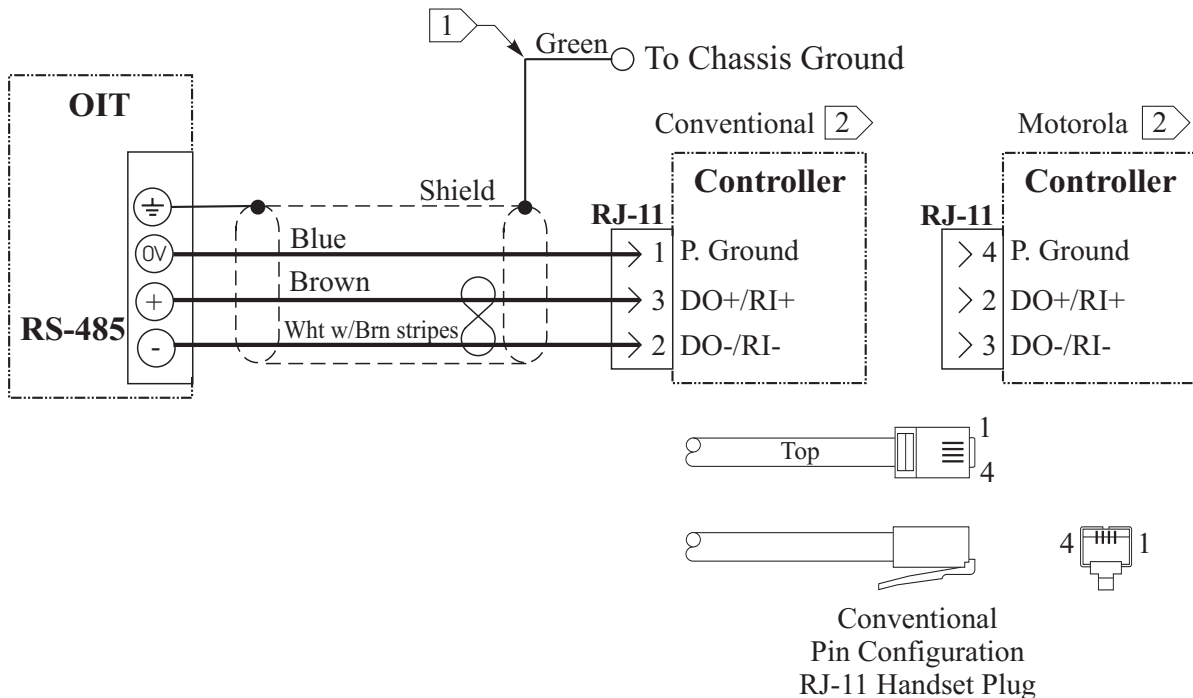 1
Green
To Chassis Ground
OIT
Conventional 2
Motorola 2
Controller
Controller
Shield
RJ-11
RJ-11
0V
Blue
1 P. Ground
4 P. Ground
+
Brown
3 DO+/RI+
2 DO+/RI+
RS-485
-
Wht w/Brn stripes
2 DO-/RI-
3 DO-/RI-
Top
1
4
4
1
Conventional
Pin Configuration
RJ-11 Handset Plug